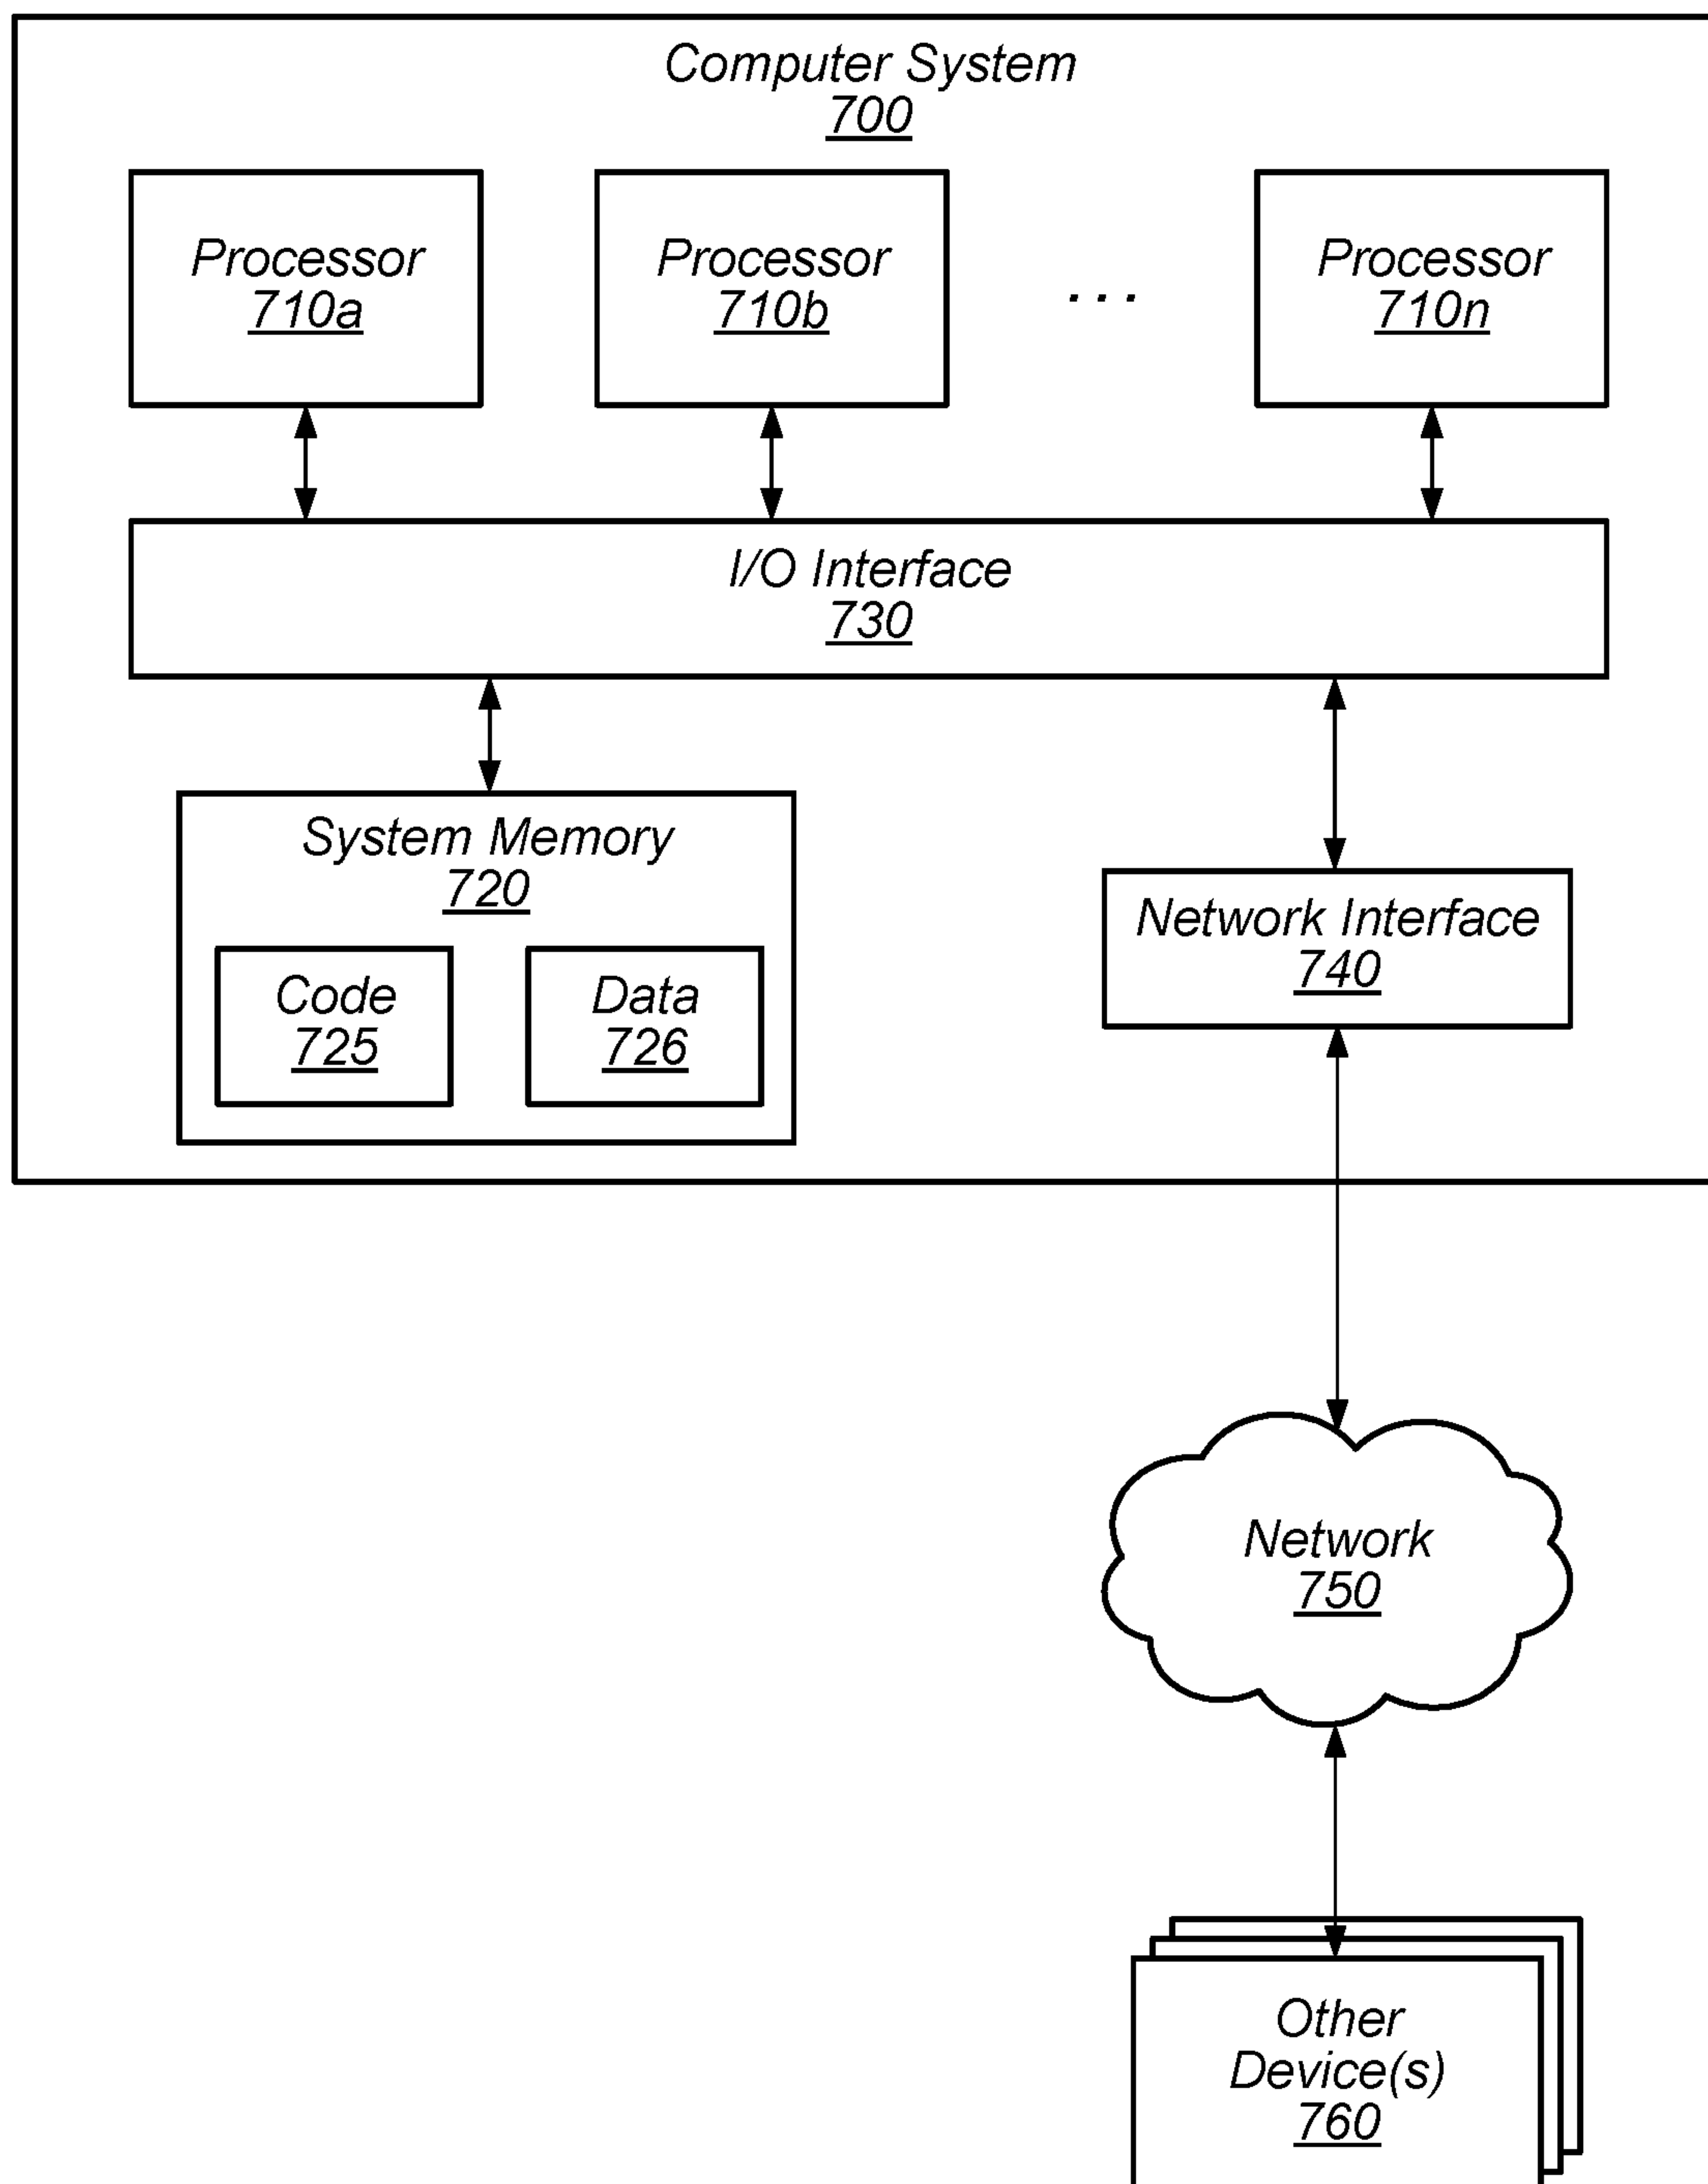 Computer System
700
Processor
710a
Processor
710b
. . .
Processor
710n
I/O Interface
730
System Memory
720
Code
725
Data
726
Network Interface
740
Network
750
Other
Device(s)
760